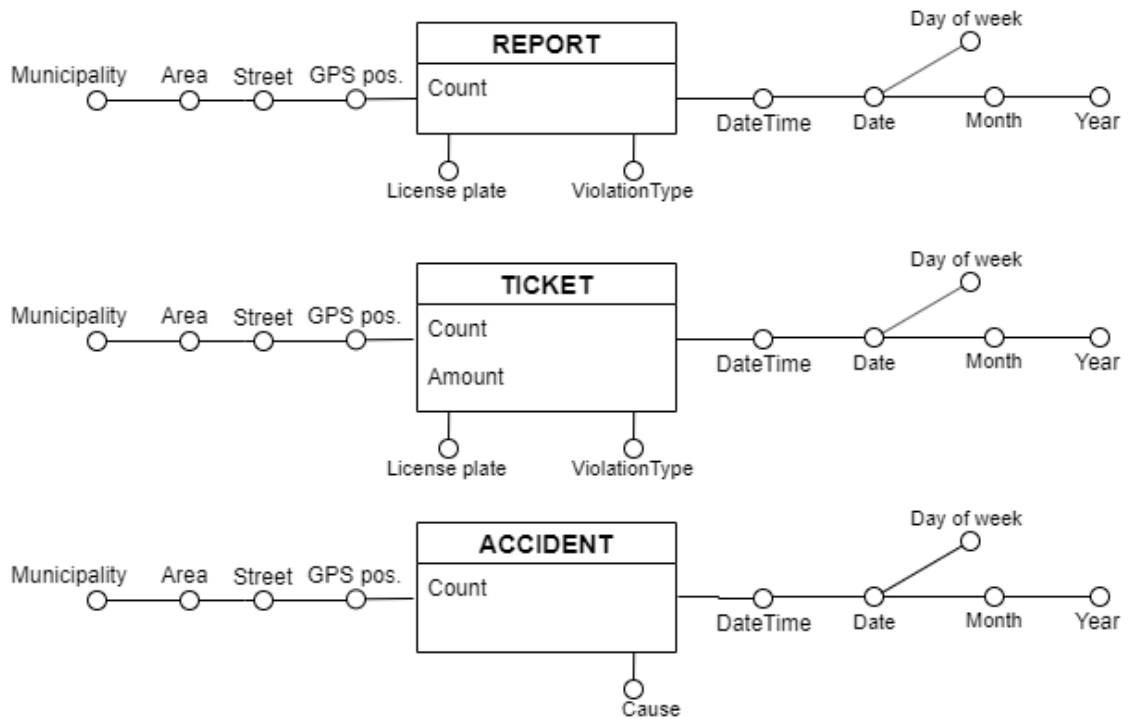 Day of week
REPORT
Municipality Area Street GPS pos.
Count
DateTime Date Month Year
License plate ViolationType
Day of week
TICKET
Municipality Area Street GPS pos.
Count
DateTime Date Month Year
Amount
License plate ViolationType
Day of week
ACCIDENT
Municipality Area Street GPS pos.
Count
DateTime Date Month Year
Cause